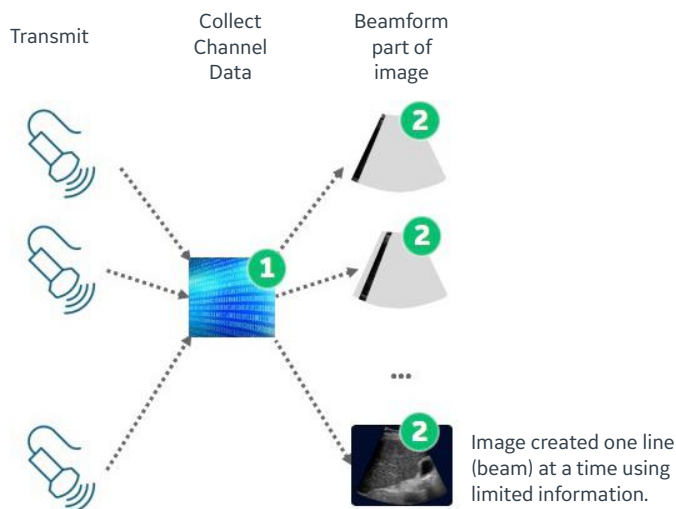 Transmit
Collect
Channel
Data
Beamform
part of
image
2
2
1
...
2
Image created one line
(beam) at a time using
limited information.